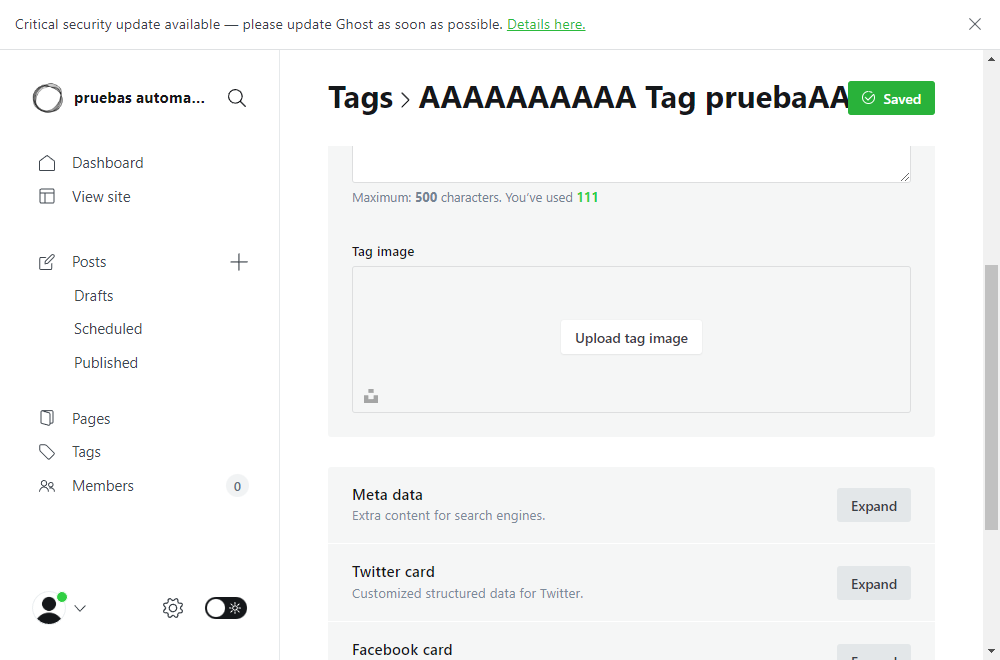 Critical security update available — please update Ghost as soon as possible. Details here.
pruebas automa...
Dashboard
View site
Posts
Drafts
Scheduled
Published
Pages
Tags
Members 0
Tags > AAAAAAAAAA Tag pruebaAA
Saved
Maximum: 500 characters. You've used 111
Tag image
Upload tag image
Meta data
Extra content for search engines.
Expand
Twitter card
Customized structured data for Twitter.
Expand
Facebook card
Expand